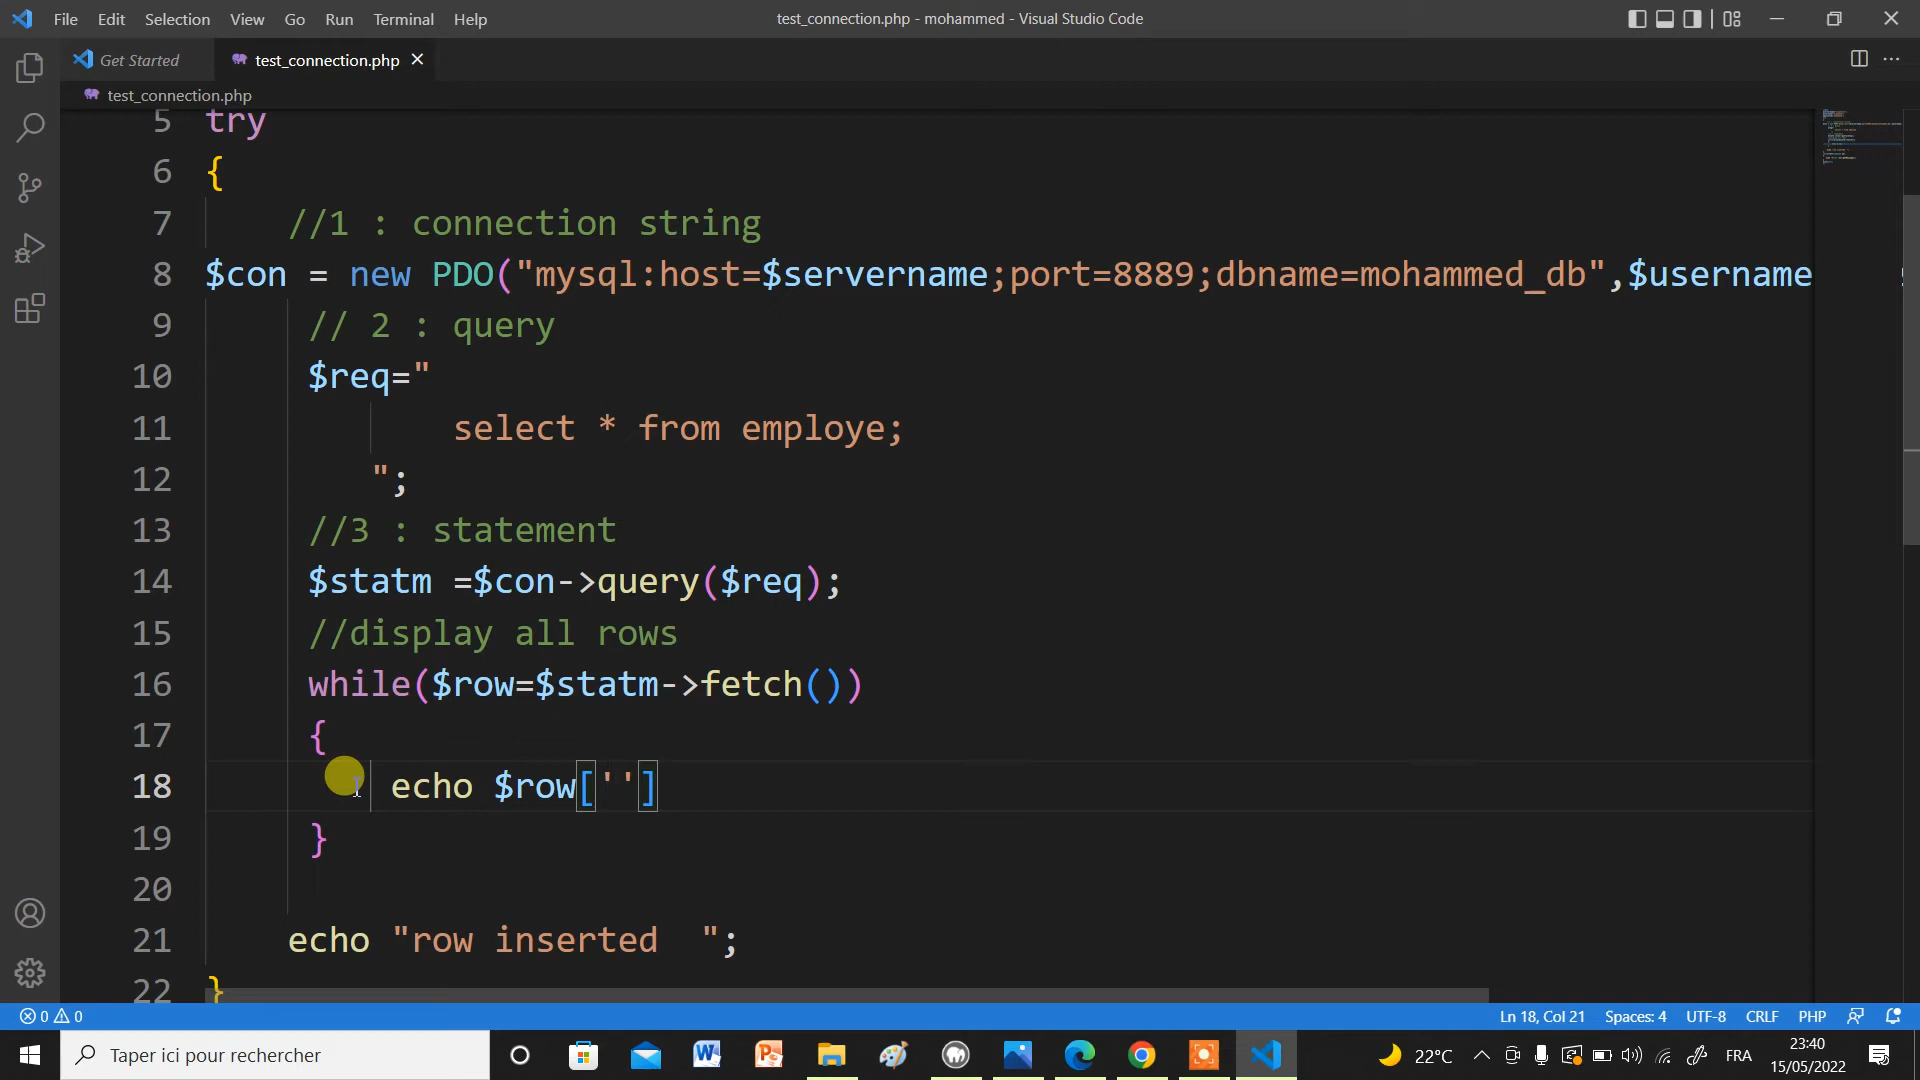 File Edit Selection View Go Run Terminal Help test_connection.php - mohammed - Visual Studio Code
Get Started test_connection.php
test_connection.php
5 try
6 {
7 //1 : connection string
8 $con = new PDO("mysql:host=$servername;port=8889;dbname=mohammed_db",$username
9 // 2 : query
10 $req="
11 select * from employe;
12 ";
13 //3 : statement
14 $statm =$con->query($req);
15 //display all rows
16 while($row=$statm->fetch())
17 {
18 echo $row['']
19 }
20
21 echo "row inserted  ";
22 }
0 0 Ln 18, Col 21 Spaces: 4 UTF-8 CRLF PHP
Taper ici pour rechercher 22°C FRA 23:40
15/05/2022